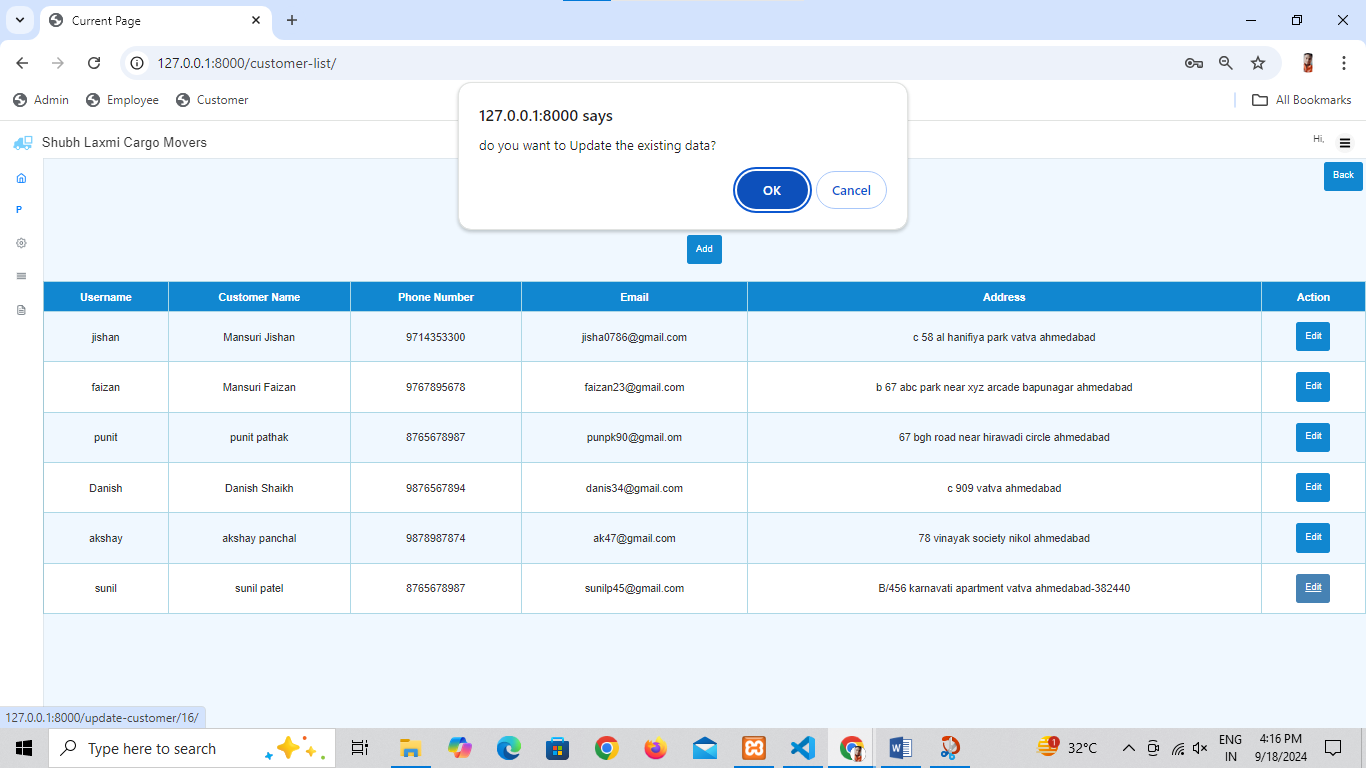 Current Page
127.0.0.1:8000/customer-list/
Admin Employee Customer All Bookmarks
127.0.0.1:8000 says
do you want to Update the existing data?
OK Cancel
Shubh Laxmi Cargo Movers Hi,
Back
P
Add
Username Customer Name Phone Number Email Address Action
jishan Mansuri Jishan 9714353300 jisha0786@gmail.com c 58 al hanifiya park vatva ahmedabad Edit
faizan Mansuri Faizan 9767895678 faizan23@gmail.com b 67 abc park near xyz arcade bapunagar ahmedabad Edit
punit punit pathak 8765678987 punpk90@gmail.om 67 bgh road near hirawadi circle ahmedabad Edit
Danish Danish Shaikh 9876567894 danis34@gmail.com c 909 vatva ahmedabad Edit
akshay akshay panchal 9878987874 ak47@gmail.com 78 vinayak society nikol ahmedabad Edit
sunil sunil patel 8765678987 sunilp45@gmail.com B/456 karnavati apartment vatva ahmedabad-382440 Edit
127.0.0.1:8000/update-customer/16/
Type here to search 1 32°C ENG 4:16 PM
IN 9/18/2024